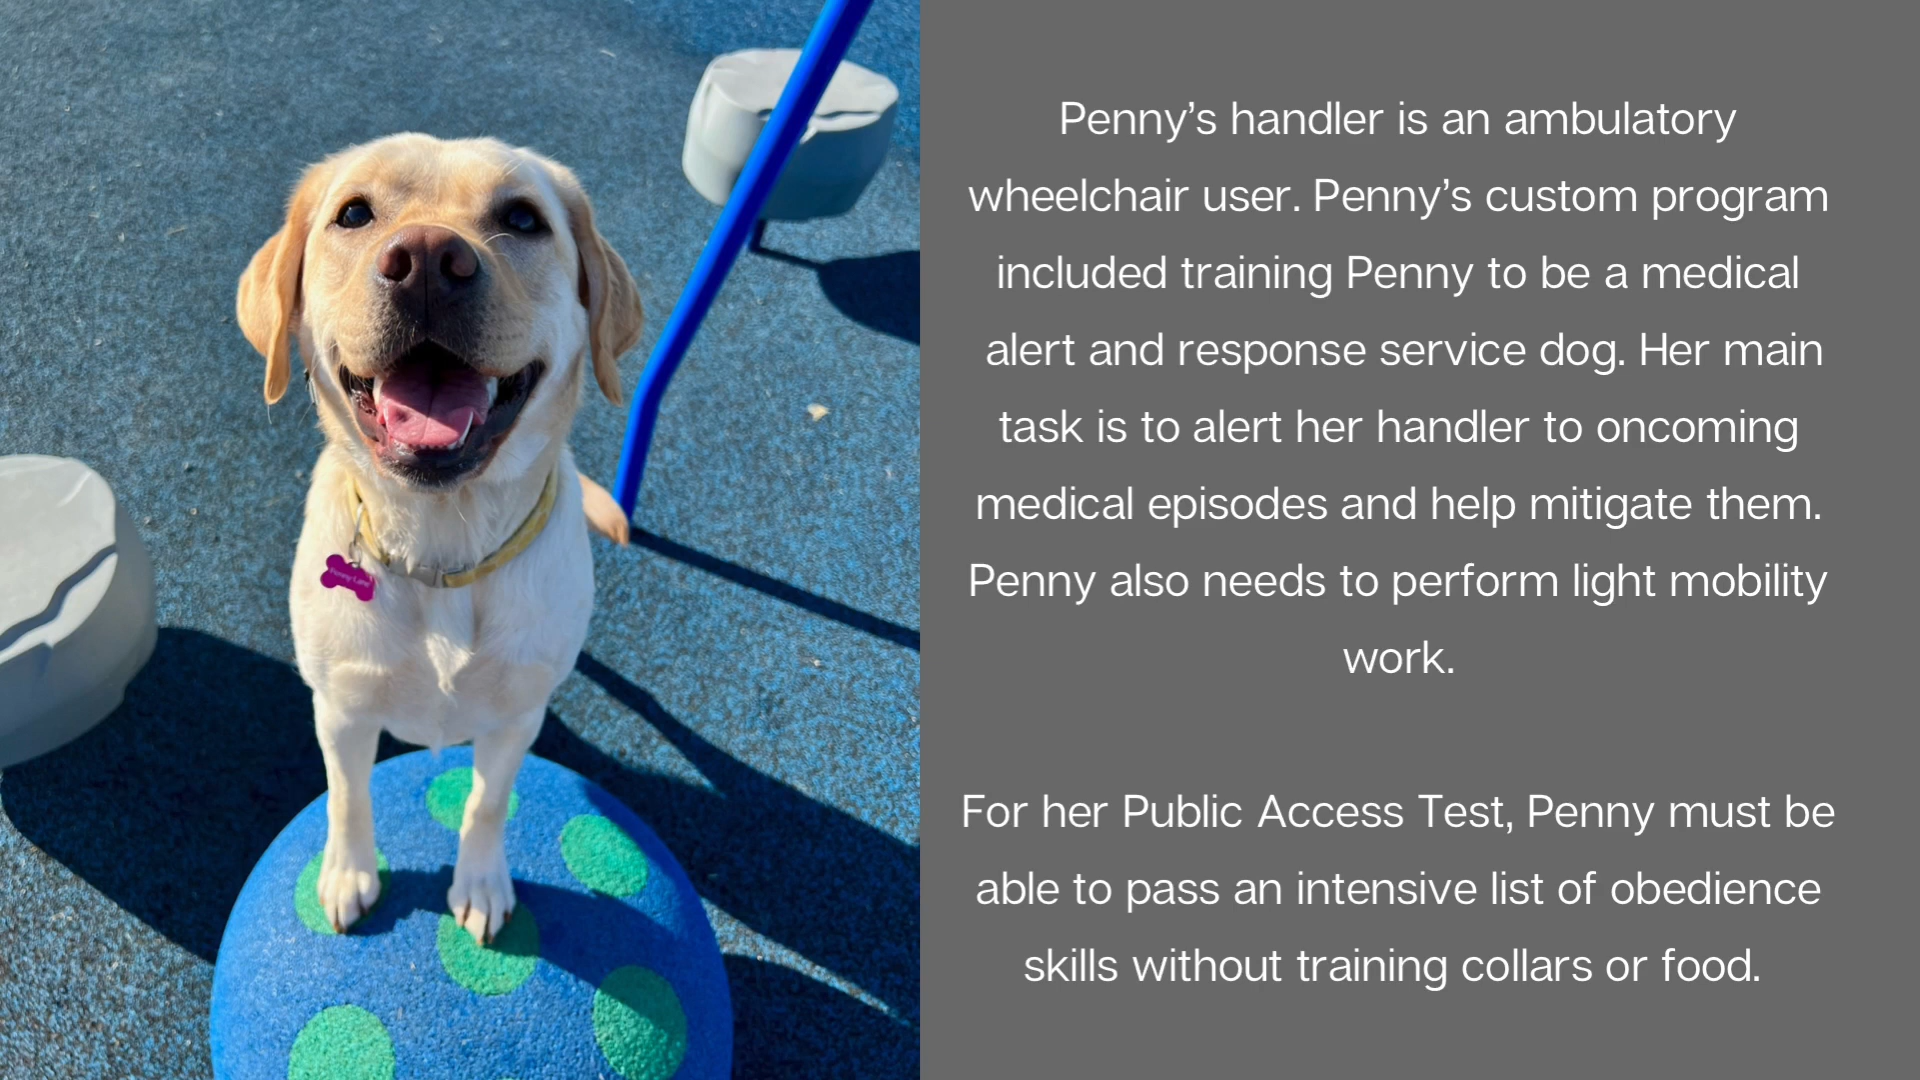 Penny's handler is an ambulatory
wheelchair user. Penny's custom program
included training Penny to be a medical
alert and response service dog. Her main
task is to alert her handler to oncoming
medical episodes and help mitigate them.
Penny also needs to perform light mobility
work.
For her Public Access Test, Penny must be
able to pass an intensive list of obedience
skills without training collars or food.
Penny Lane